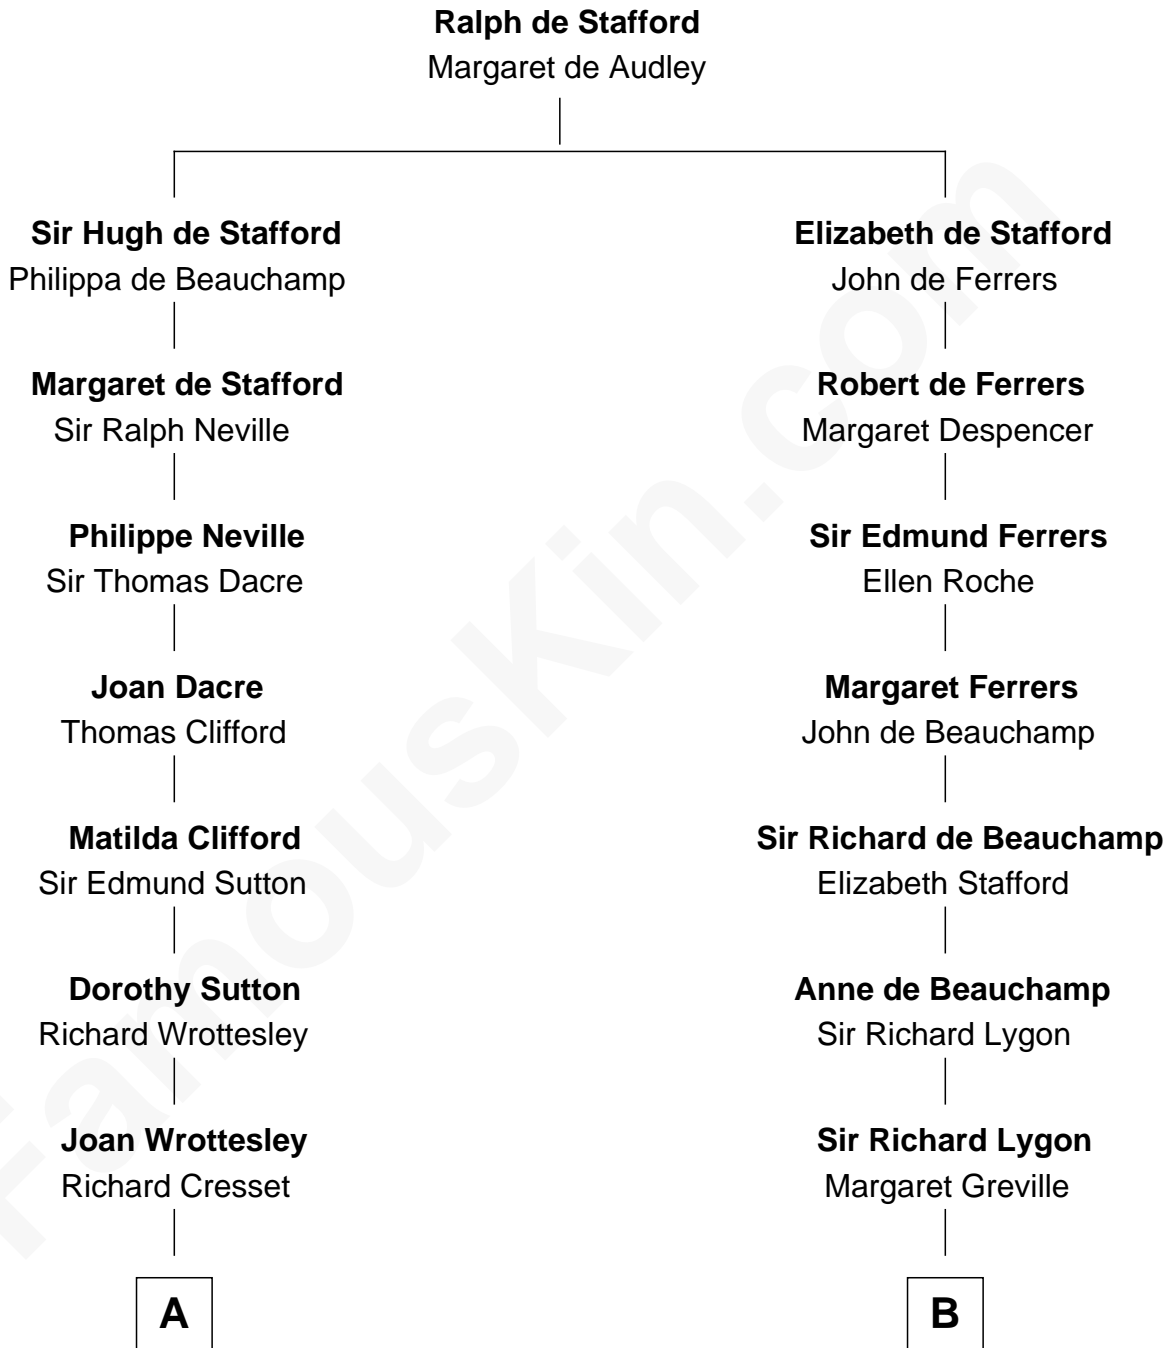 Ralph de Stafford
Margaret de Audley
Sir Hugh de Stafford
Philippa de Beauchamp
Elizabeth de Stafford
John de Ferrers
Margaret de Stafford
Sir Ralph Neville
Robert de Ferrers
Margaret Despencer
Philippe Neville
Sir Thomas Dacre
Sir Edmund Ferrers
Ellen Roche
Joan Dacre
Thomas Clifford
Margaret Ferrers
John de Beauchamp
Matilda Clifford
Sir Edmund Sutton
Sir Richard de Beauchamp
Elizabeth Stafford
Dorothy Sutton
Richard Wrottesley
Anne de Beauchamp
Sir Richard Lygon
Joan Wrottesley
Richard Cresset
Sir Richard Lygon
Margaret Greville
A
B
FamousKin.com